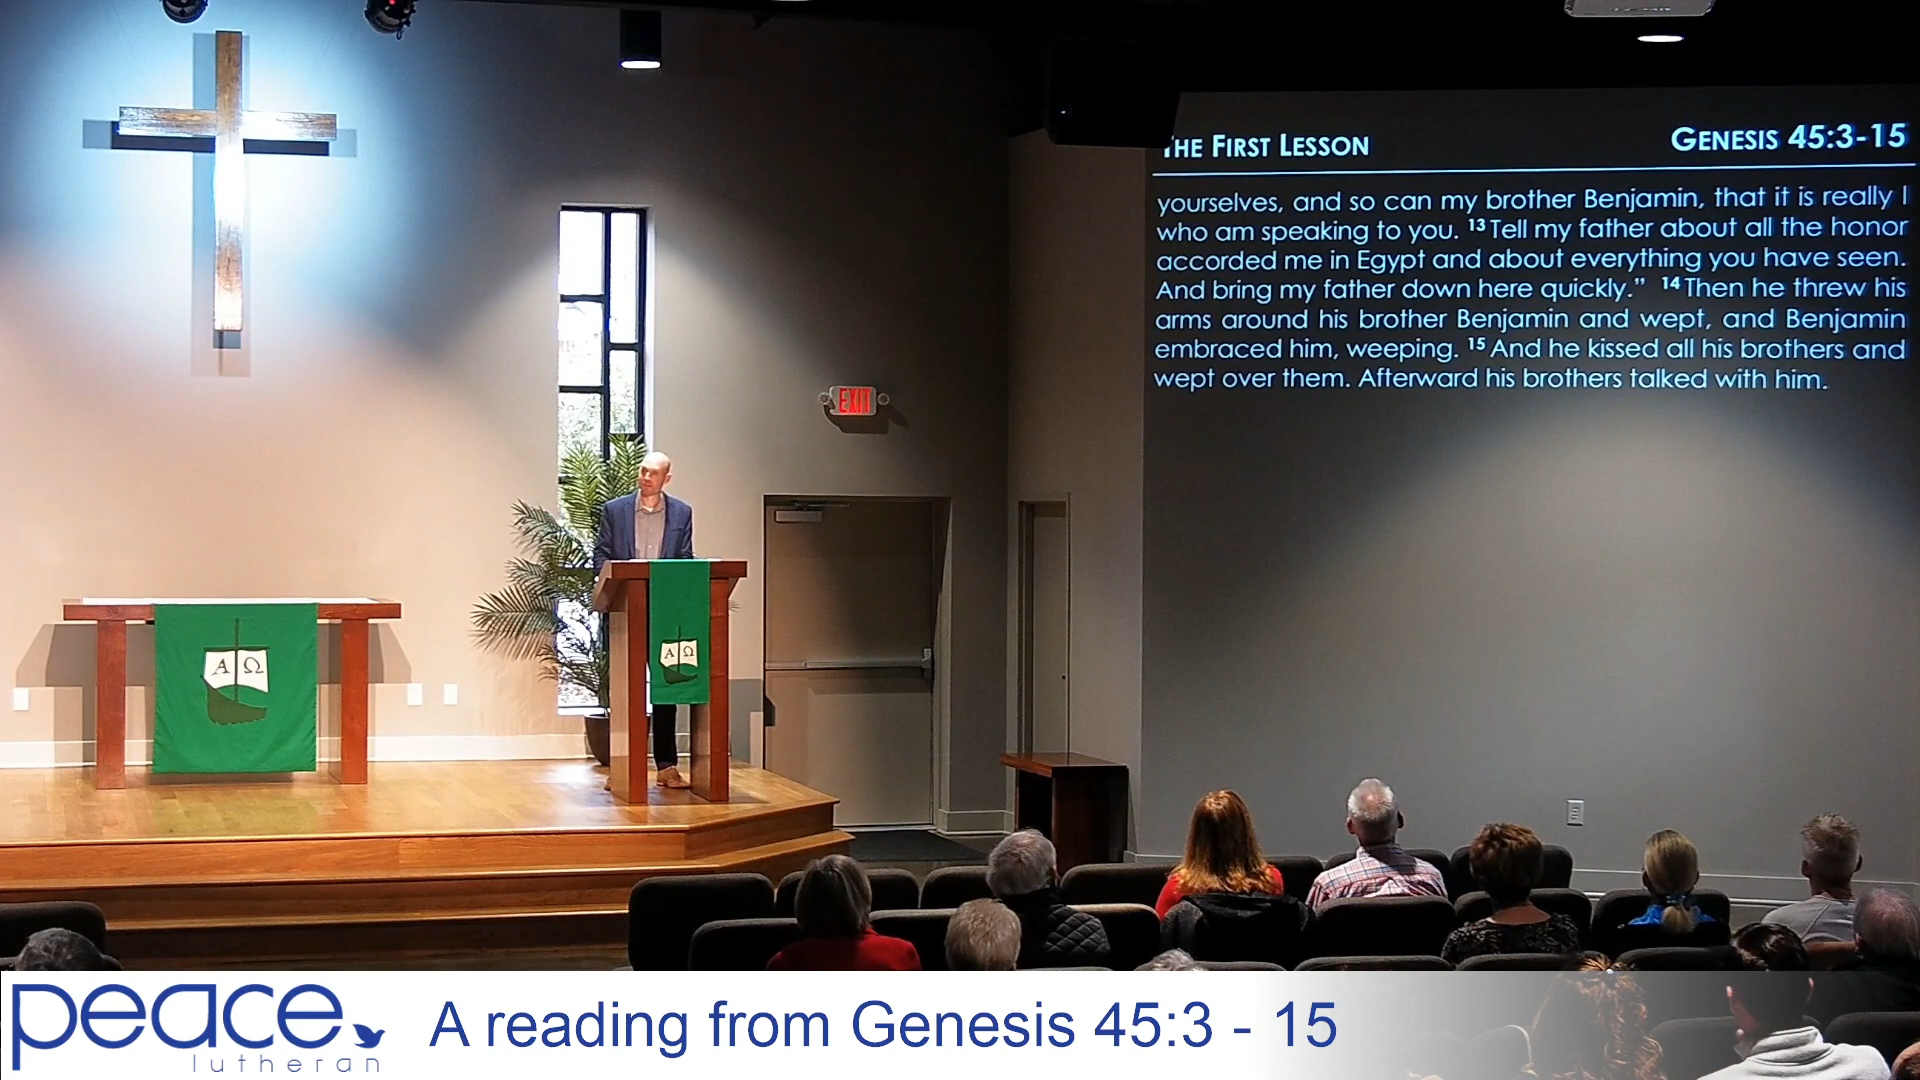 THE FIRST LESSON
GENESIS 45:3-15
yourselves, and so can my brother Benjamin, that it is really I
who am speaking to you. 13 Tell my father about all the honor
accorded me in Egypt and about everything you have seen.
And bring my father down here quickly.” 14 Then he threw his
arms around his brother Benjamin and wept, and Benjamin
embraced him, weeping. 15 And he kissed all his brothers and
wept over them. Afterward his brothers talked with him.
EXIT
Α Ω
Α Ω
peace
lutheran
A reading from Genesis 45:3 - 15